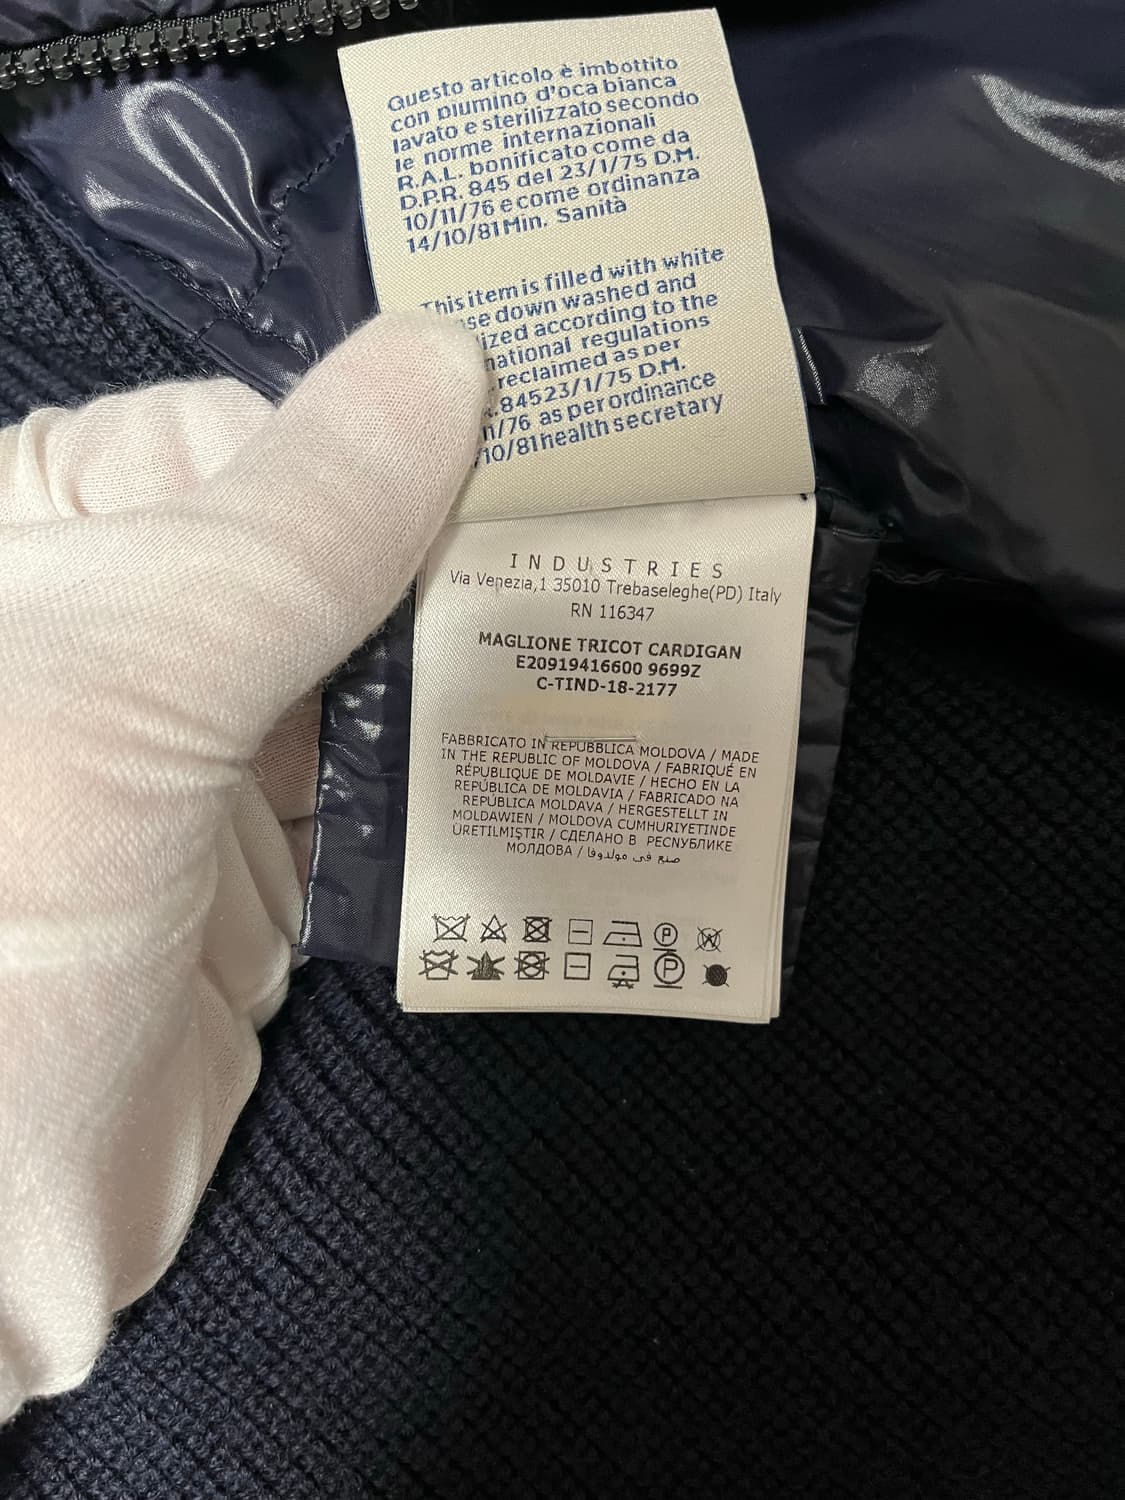 Questo articolo è imbottito
con piumino d'oca bianca
lavato e sterilizzato secondo
le norme internazionali
R.A.L. bonificato come da
D.P.R. 845 del 23/1/75 D.M.
10/11/76 e come ordinanza
14/10/81 Min. Sanità
This item is filled with white
se down washed and
ized according to the
national regulations
reclaimed as per
.84523/1/75 D.M.
/76 as per ordinance
/10/81 health secretary
INDUSTRIES
Via Venezia,1 35010 Trebaseleghe(PD) Italy
RN 116347
MAGLIONE TRICOT CARDIGAN
E20919416600 9699Z
C-TIND-18-2177
FABBRICATO IN REPUBBLICA MOLDOVA / MADE
IN THE REPUBLIC OF MOLDOVA / FABRIQUÉ EN
RÉPUBLIQUE DE MOLDAVIE / HECHO EN LA
REPÚBLICA DE MOLDAVIA / FABRICADO NA
REPÚBLICA MOLDAVA / HERGESTELLT IN
MOLDAWIEN / MOLDOVA CUMHURIYETINDE
ÜRETILMIŞTIR / СДЕЛАНО В РЕСПУБЛИКЕ
МОЛДОВА / صنع في مولدوفا
P W
P